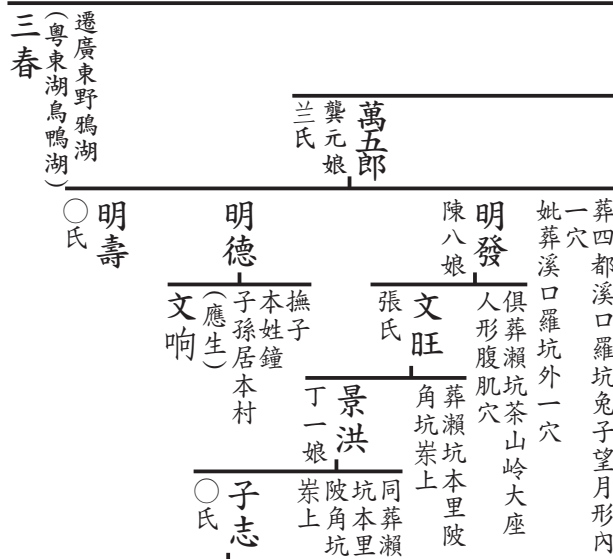 葬四都溪口羅坑兔子望月形內
一穴
妣葬溪口羅坑外一穴
萬五郎
龔元娘
兰氏
三春
遷廣東野鴉湖
(粵東湖鳥鴨湖)
明發
陳八娘
俱葬瀨坑茶山岭大座
人形腹肌穴
明德
明壽
〇氏
文旺
張氏
葬瀨坑本里陂
角坑岽上
文响
撫子
本姓鐘
子孫居本村
(應生)
景洪
丁一娘
同葬瀨
坑本里
陂角坑
岽上
子志
〇氏